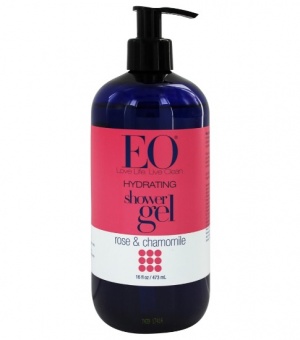 EO
Love Life. Live Clean
HYDRATING
shower
gel
rose & chamomile
16 fl oz / 473 mL